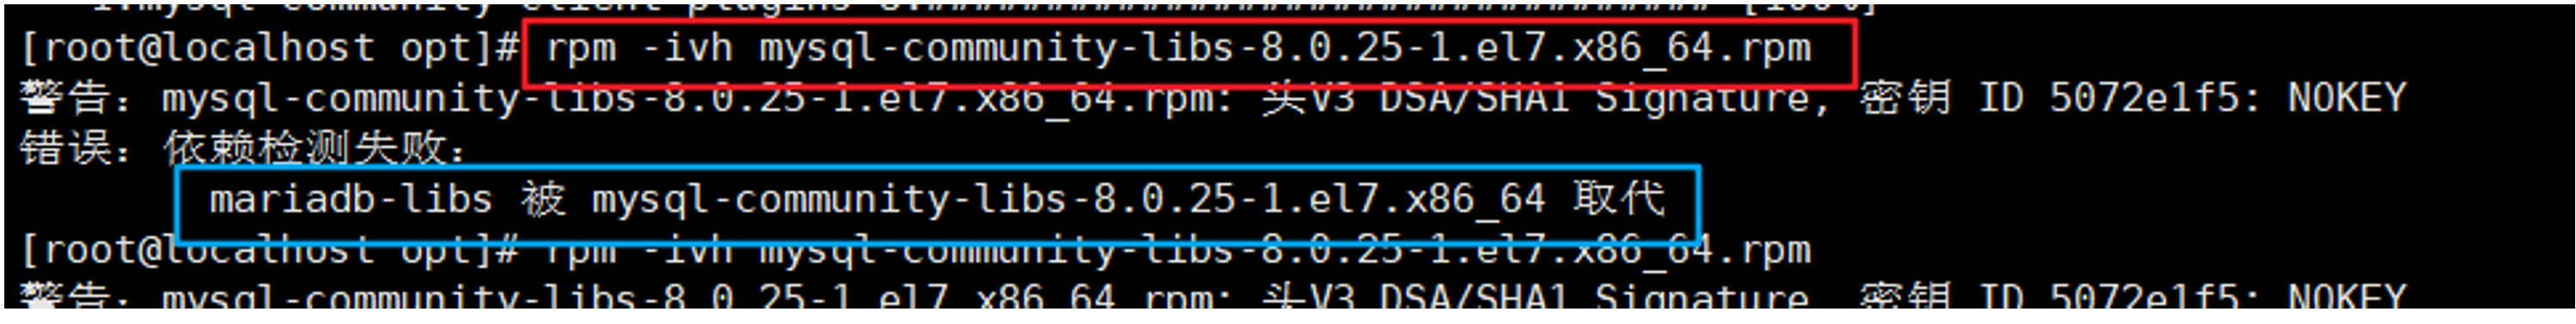 [root@localhost opt]# rpm -ivh mysql-community-libs-8.0.25-1.el7.x86_64.rpm
警告：mysql-community-libs-8.0.25-1.el7.x86_64.rpm: 头V3 DSA/SHA1 Signature, 密钥 ID 5072e1f5: NOKEY
错误：依赖检测失败：
mariadb-libs 被 mysql-community-libs-8.0.25-1.el7.x86_64 取代
[root@localhost opt]# rpm -ivh mysql-community-libs-8.0.25-1.el7.x86_64.rpm
警告：mysql-community-libs-8.0.25-1.el7.x86_64.rpm: 头V3 DSA/SHA1 Signature, 密钥 ID 5072e1f5: NOKEY